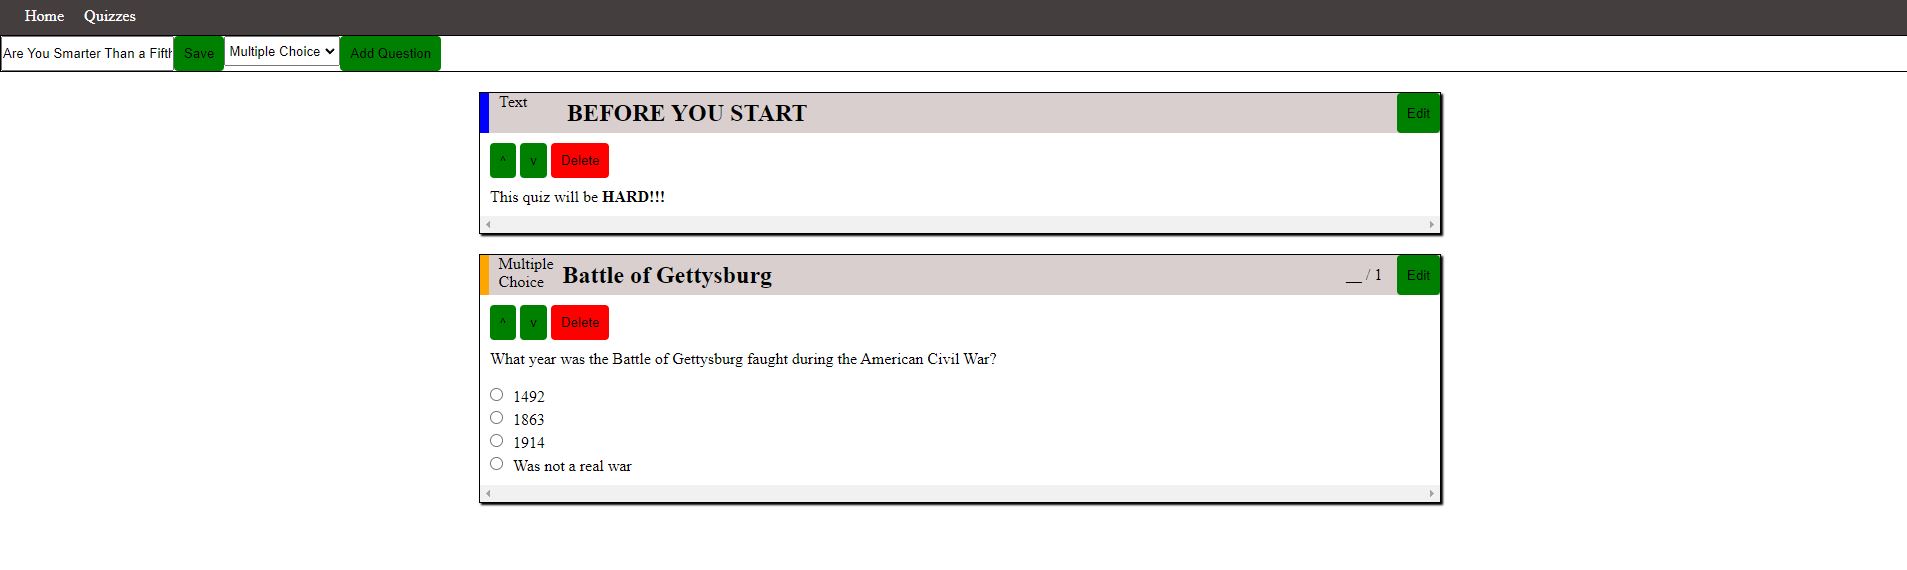 Home Quizzes
Are You Smarter Than a Fifth Save Multiple Choice Add Question
Text BEFORE YOU START Edit
^ v Delete
This quiz will be HARD!!!
Multiple Choice Battle of Gettysburg __ / 1 Edit
^ v Delete
What year was the Battle of Gettysburg faught during the American Civil War?
1492
1863
1914
Was not a real war